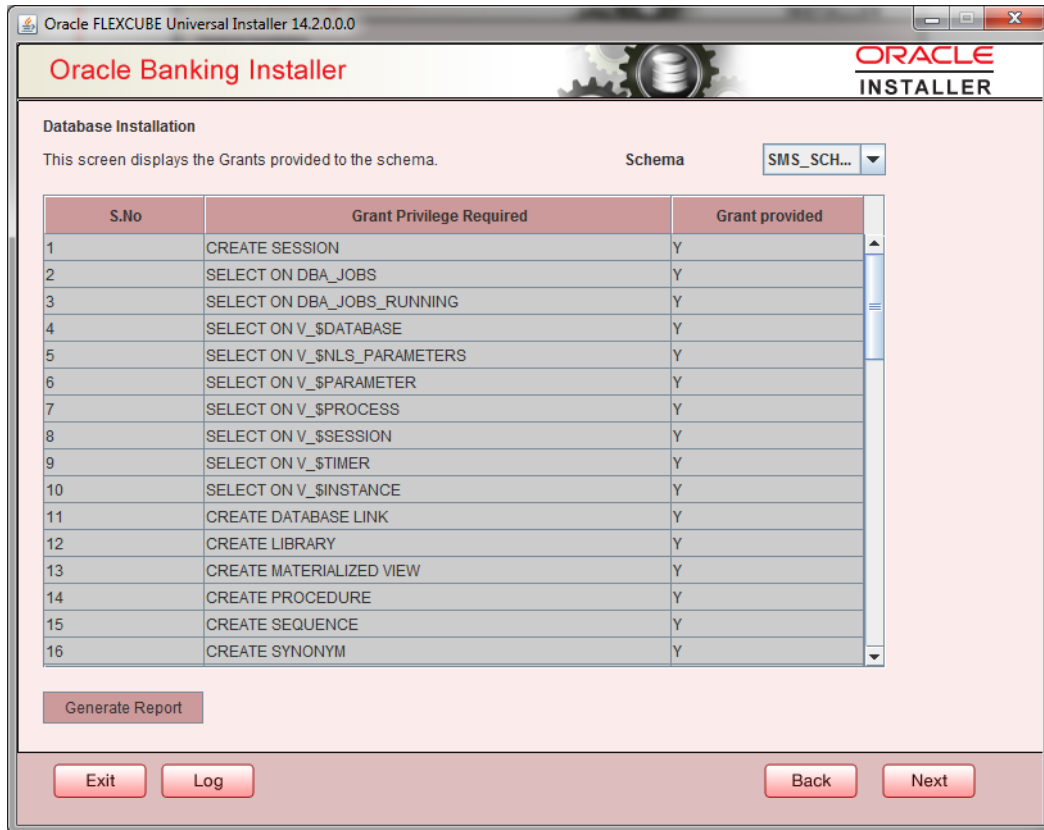 Oracle FLEXCUBE Universal Installer 14.2.0.0.0
Oracle Banking Installer
ORACLE
INSTALLER
Database Installation
This screen displays the Grants provided to the schema. Schema SMS_SCH...
S.No Grant Privilege Required Grant provided
1 CREATE SESSION Y
2 SELECT ON DBA_JOBS Y
3 SELECT ON DBA_JOBS_RUNNING Y
4 SELECT ON V_$DATABASE Y
5 SELECT ON V_$NLS_PARAMETERS Y
6 SELECT ON V_$PARAMETER Y
7 SELECT ON V_$PROCESS Y
8 SELECT ON V_$SESSION Y
9 SELECT ON V_$TIMER Y
10 SELECT ON V_$INSTANCE Y
11 CREATE DATABASE LINK Y
12 CREATE LIBRARY Y
13 CREATE MATERIALIZED VIEW Y
14 CREATE PROCEDURE Y
15 CREATE SEQUENCE Y
16 CREATE SYNONYM Y
Generate Report
Exit Log Back Next